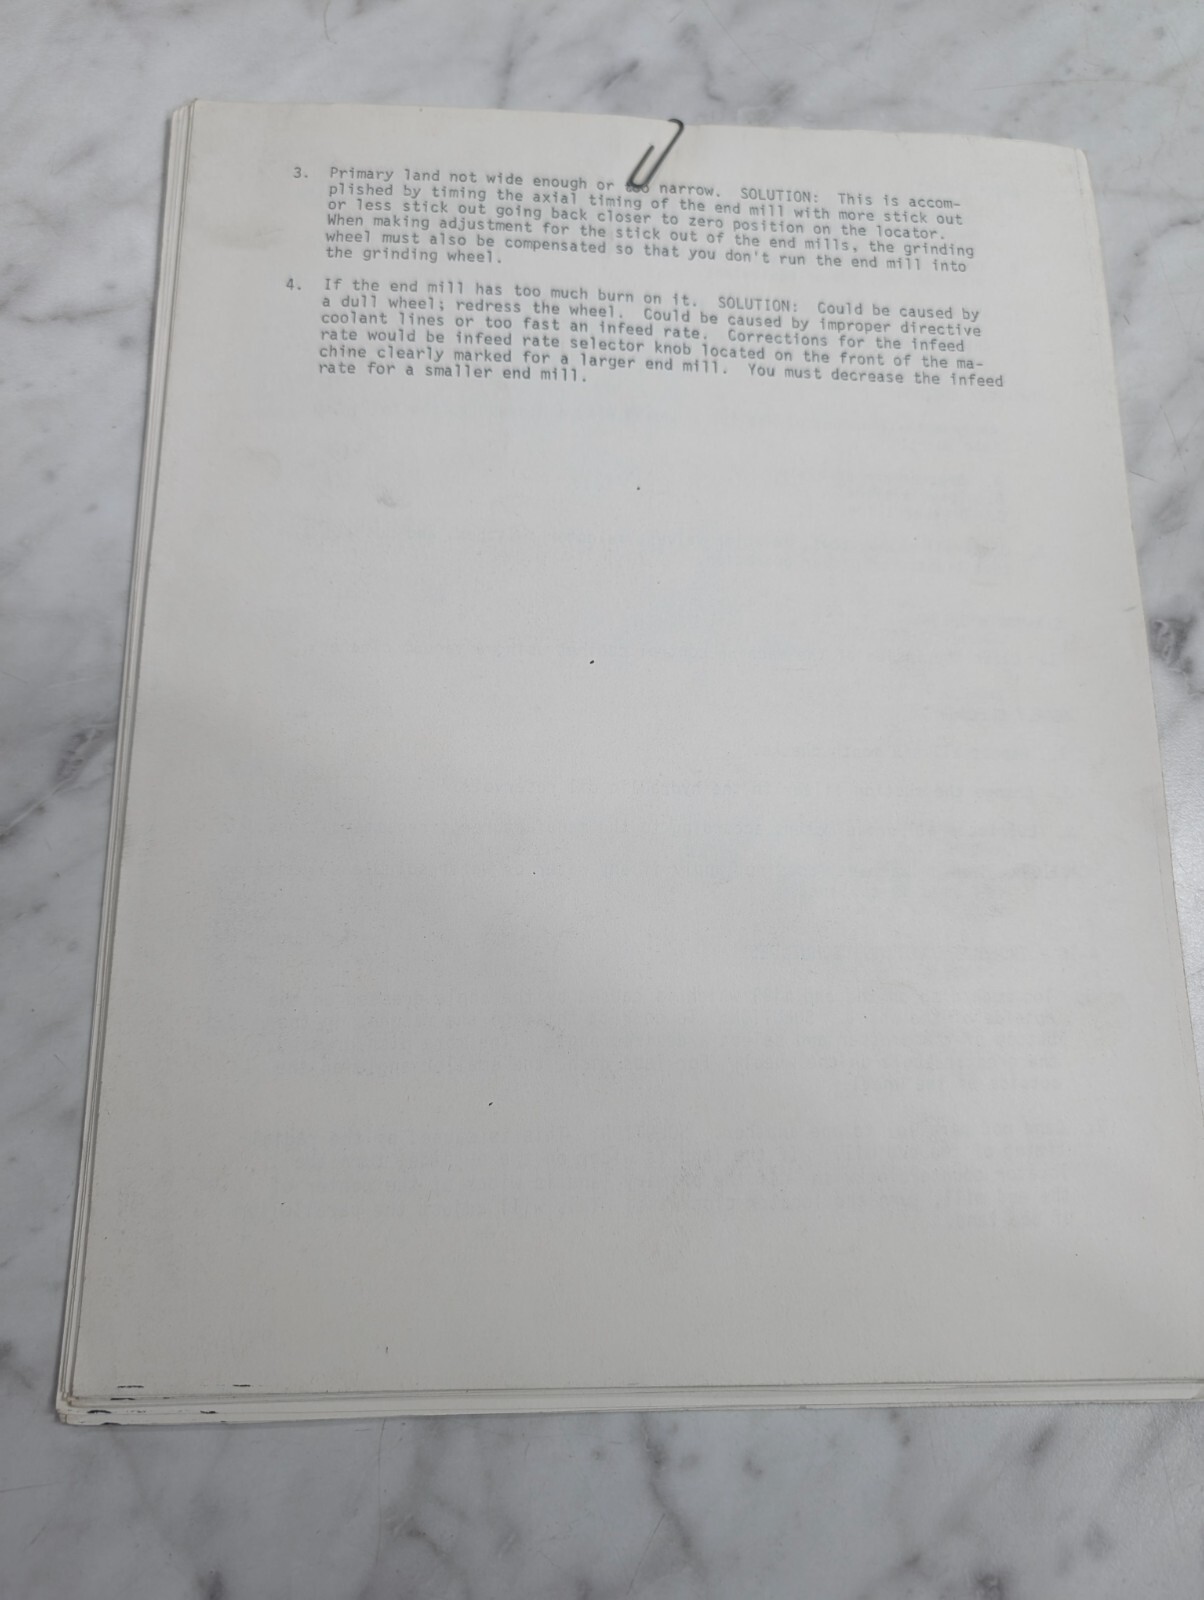 3. Primary land not wide enough or too narrow. SOLUTION: This is accom-
plished by timing the axial timing of the end mill with more stick out
or less stick out going back closer to zero position on the locator.
When making adjustment for the stick out of the end mills, the grinding
wheel must also be compensated so that you don't run the end mill into
the grinding wheel.
4. If the end mill has too much burn on it. SOLUTION: Could be caused by
a dull wheel; redress the wheel. Could be caused by improper directive
coolant lines or too fast an infeed rate. Corrections for the infeed
rate would be infeed rate selector knob located on the front of the ma-
chine clearly marked for a larger end mill. You must decrease the infeed
rate for a smaller end mill.